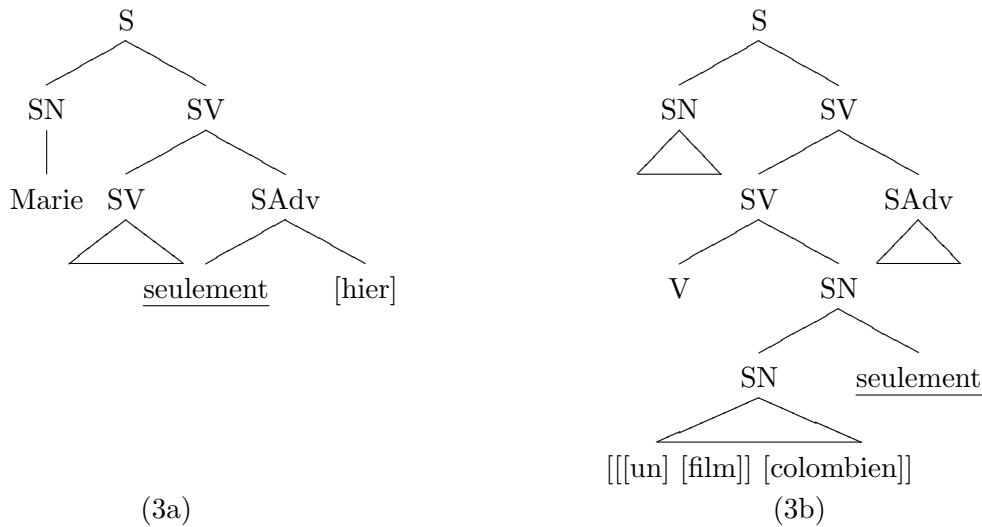 S S
SN SV SN SV
Marie SV SAdv SV SAdv
seulement [hier] V SN
SN seulement
[[[un] [film]] [colombien]]
(3a) (3b)